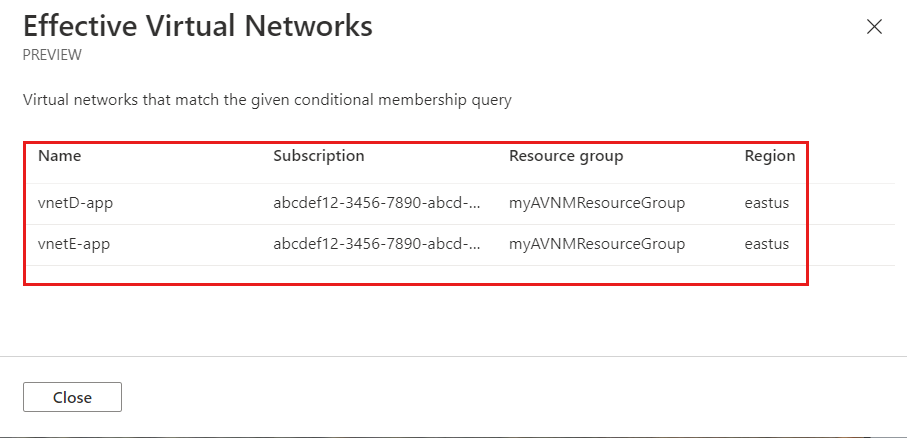 Effective Virtual Networks
PREVIEW
Virtual networks that match the given conditional membership query
Name Subscription Resource group Region
vnetD-app abcdef12-3456-7890-abcd-... myAVNMResourceGroup eastus
vnetE-app abcdef12-3456-7890-abcd-... myAVNMResourceGroup eastus
Close